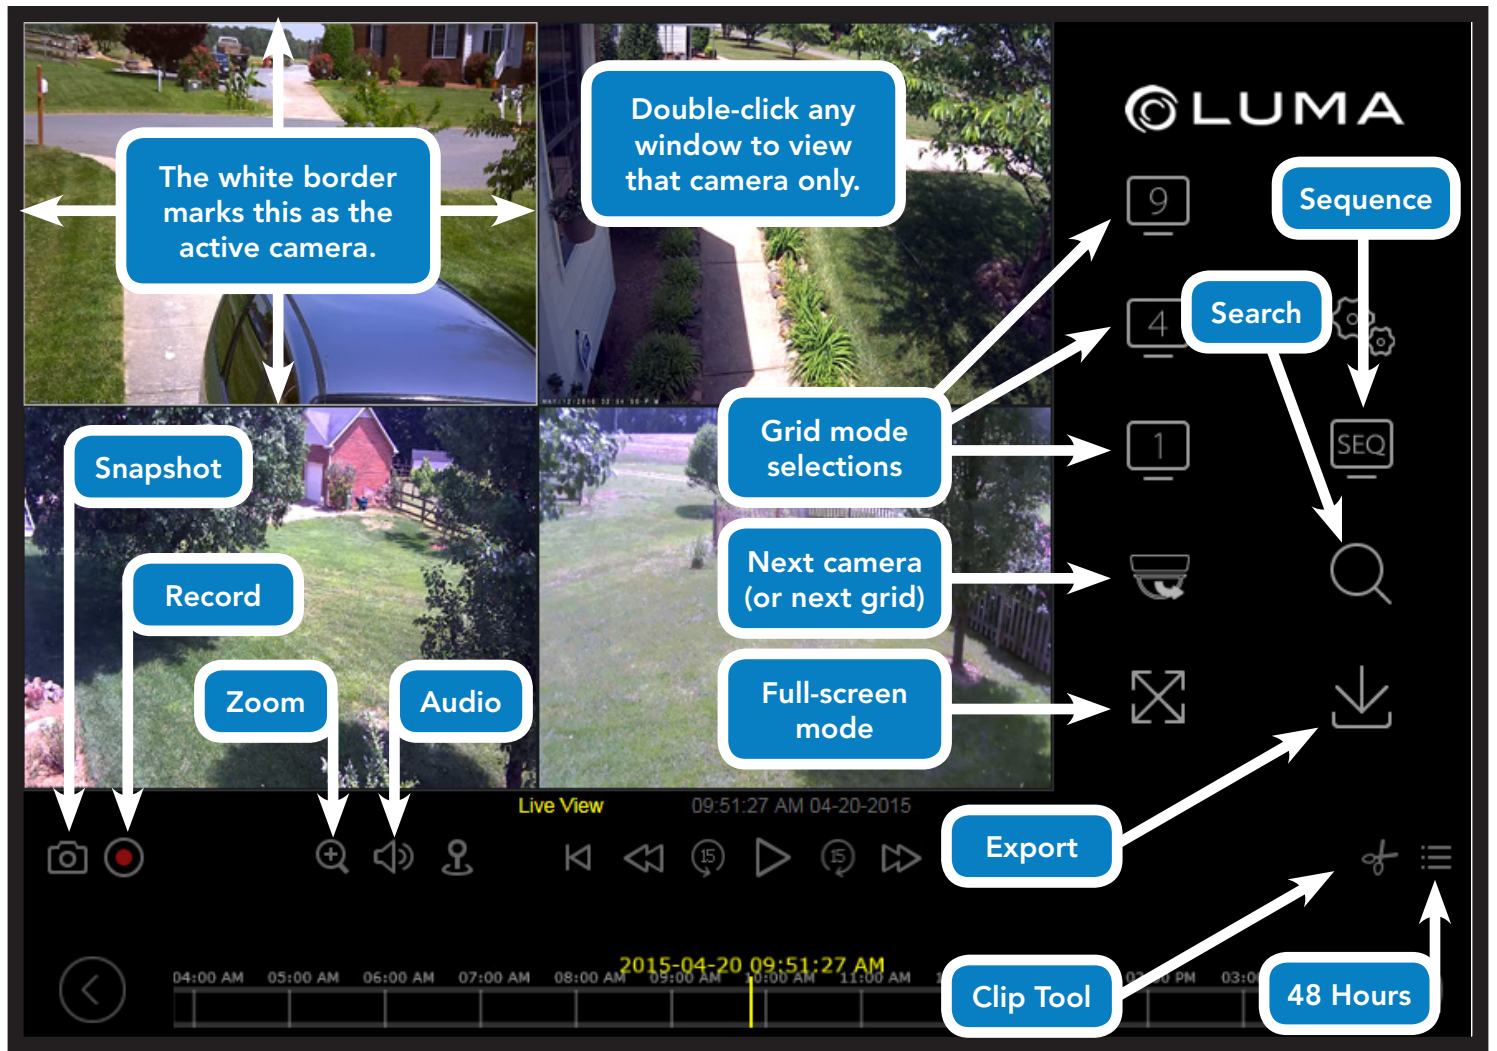 The white border
marks this as the
active camera.
Double-click any
window to view
that camera only.
LUMA
9
Sequence
4
Search
Grid mode
selections
1
SEQ
Snapshot
Next camera
(or next grid)
Record
Full-screen
mode
Zoom
Audio
Live View
09:51:27 AM 04-20-2015
Export
15
15
2015-04-20 09:51:27 AM
04:00 AM
05:00 AM
06:00 AM
07:00 AM
08:00 AM
09:00 AM
10:00 AM
11:00 AM
Clip Tool
48 Hours